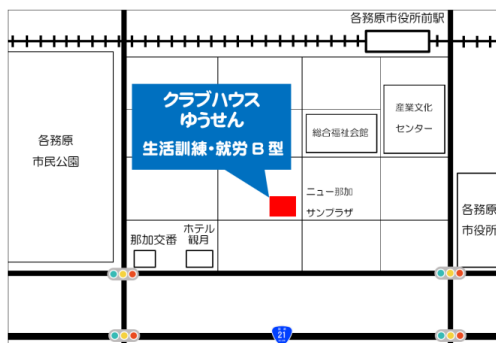 各務原市役所前駅
クラブハウス
ゆうせん
生活訓練・就労B型
産業文化
センター
総合福祉会館
各務原
市民公園
ニュー那加
サンプラザ
各務原
市役所
ホテル
観月
那加交番
21